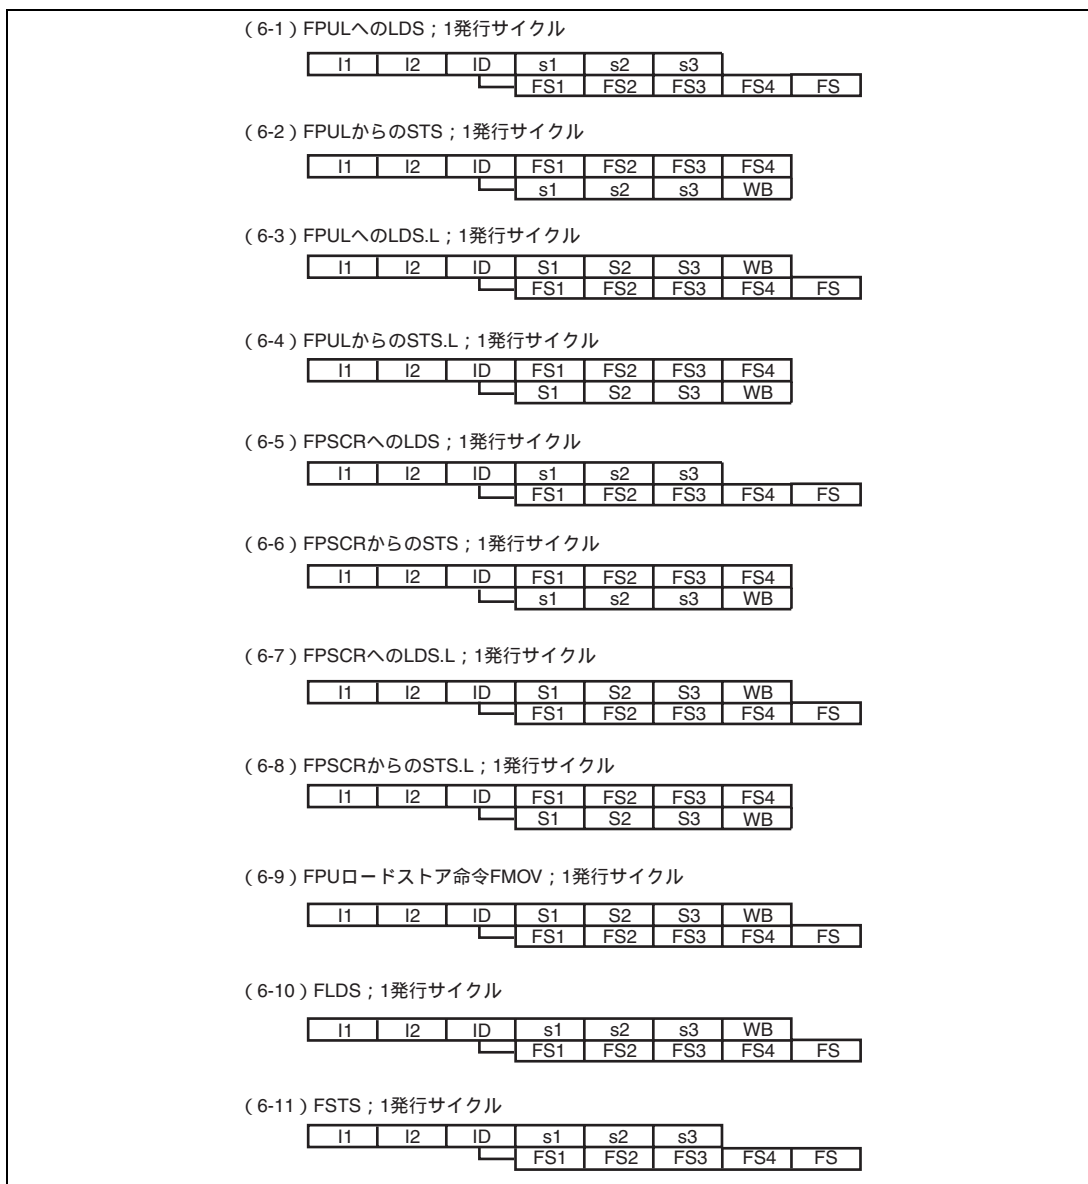 （6-1）FPULへのLDS；1発行サイクル
I1 I2 ID s1 s2 s3
FS1 FS2 FS3 FS4 FS
（6-2）FPULからのSTS；1発行サイクル
I1 I2 ID FS1 FS2 FS3 FS4
s1 s2 s3 WB
（6-3）FPULへのLDS.L；1発行サイクル
I1 I2 ID S1 S2 S3 WB
FS1 FS2 FS3 FS4 FS
（6-4）FPULからのSTS.L；1発行サイクル
I1 I2 ID FS1 FS2 FS3 FS4
S1 S2 S3 WB
（6-5）FPSCRへのLDS；1発行サイクル
I1 I2 ID s1 s2 s3
FS1 FS2 FS3 FS4 FS
（6-6）FPSCRからのSTS；1発行サイクル
I1 I2 ID FS1 FS2 FS3 FS4
s1 s2 s3 WB
（6-7）FPSCRへのLDS.L；1発行サイクル
I1 I2 ID S1 S2 S3 WB
FS1 FS2 FS3 FS4 FS
（6-8）FPSCRからのSTS.L；1発行サイクル
I1 I2 ID FS1 FS2 FS3 FS4
S1 S2 S3 WB
（6-9）FPUロードストア命令FMOV；1発行サイクル
I1 I2 ID S1 S2 S3 WB
FS1 FS2 FS3 FS4 FS
（6-10）FLDS；1発行サイクル
I1 I2 ID s1 s2 s3 WB
FS1 FS2 FS3 FS4 FS
（6-11）FSTS；1発行サイクル
I1 I2 ID s1 s2 s3
FS1 FS2 FS3 FS4 FS